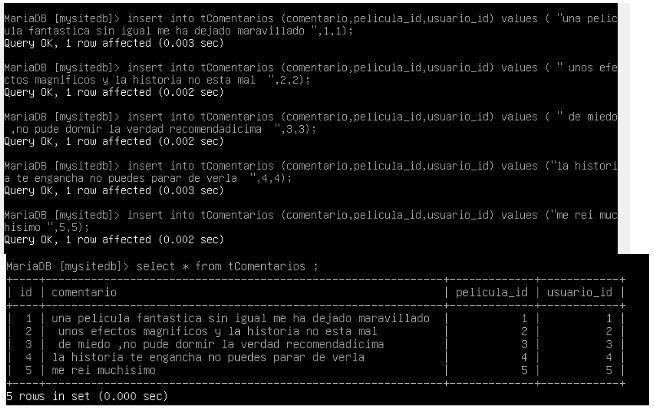 MariaDB [mysitedb]> insert into tComentarios (comentario,pelicula_id,usuario_id) values ( "una pelic
ula fantastica sin igual me ha dejado maravillado ",1,1);
Query OK, 1 row affected (0.003 sec)
MariaDB [mysitedb]> insert into tComentarios (comentario,pelicula_id,usuario_id) values ( " unos efe
ctos magnificos y la historia no esta mal  ",2,2);
Query OK, 1 row affected (0.002 sec)
MariaDB [mysitedb]> insert into tComentarios (comentario,pelicula_id,usuario_id) values ( " de miedo
 ,no pude dormir la verdad recomendadicima  ",3,3);
Query OK, 1 row affected (0.002 sec)
MariaDB [mysitedb]> insert into tComentarios (comentario,pelicula_id,usuario_id) values ("la histori
a te engancha no puedes parar de verla  ",4,4);
Query OK, 1 row affected (0.003 sec)
MariaDB [mysitedb]> insert into tComentarios (comentario,pelicula_id,usuario_id) values ("me rei muc
hisimo ",5,5);
Query OK, 1 row affected (0.002 sec)
MariaDB [mysitedb]> select * from tComentarios ;
| id | comentario | pelicula_id | usuario_id |
| 1 | una pelicula fantastica sin igual me ha dejado maravillado | 1 | 1 |
| 2 | unos efectos magnificos y la historia no esta mal | 2 | 2 |
| 3 | de miedo ,no pude dormir la verdad recomendadicima | 3 | 3 |
| 4 | la historia te engancha no puedes parar de verla | 4 | 4 |
| 5 | me rei muchisimo | 5 | 5 |
5 rows in set (0.000 sec)